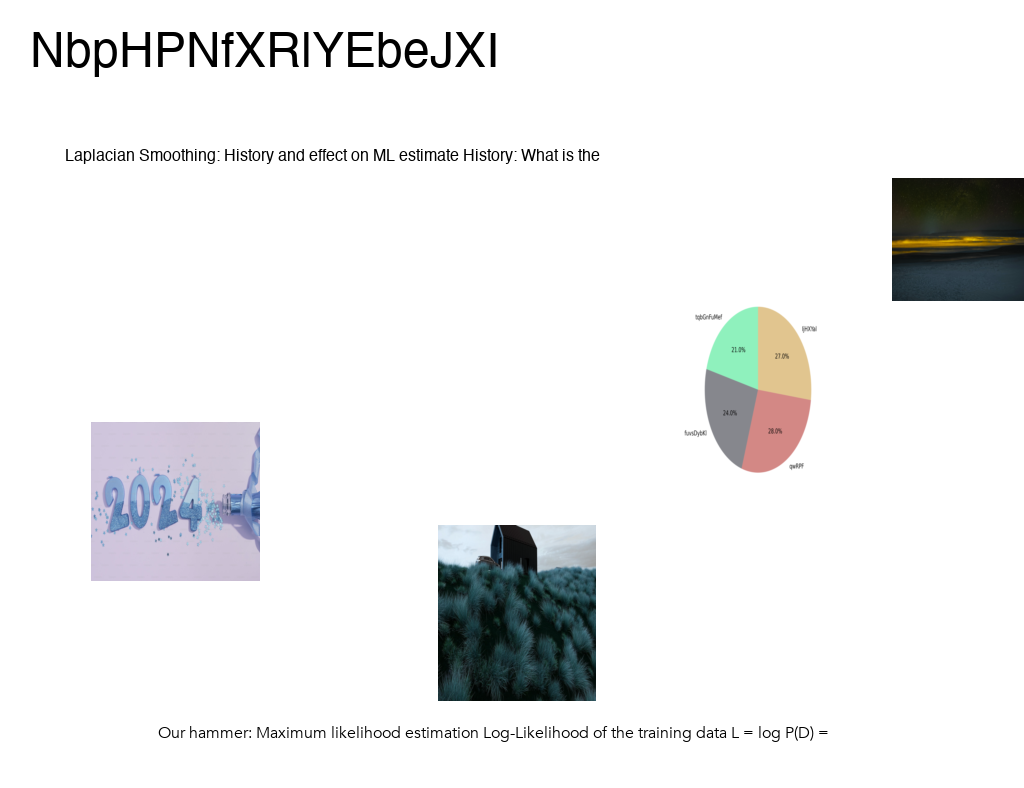 NbpHPNfXRlYEbeJXI
Laplacian Smoothing: History and effect on ML estimate History: What is the
tqbGnFuMef
21.0%
27.0%
24.0%
fuvsDybKl
28.0%
qwRPF
2024
Our hammer: Maximum likelihood estimation Log-Likelihood of the training data L = log P(D) =